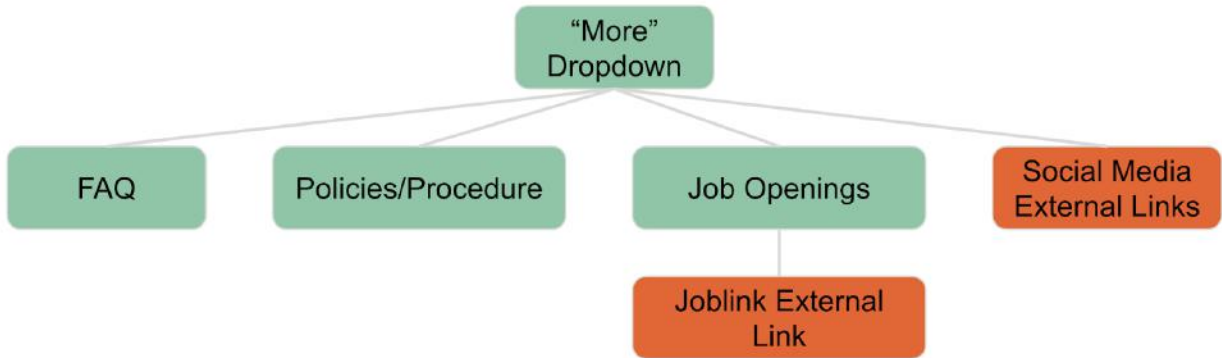 “More”
Dropdown
FAQ
Policies/Procedure
Job Openings
Social Media
External Links
Joblink External
Link